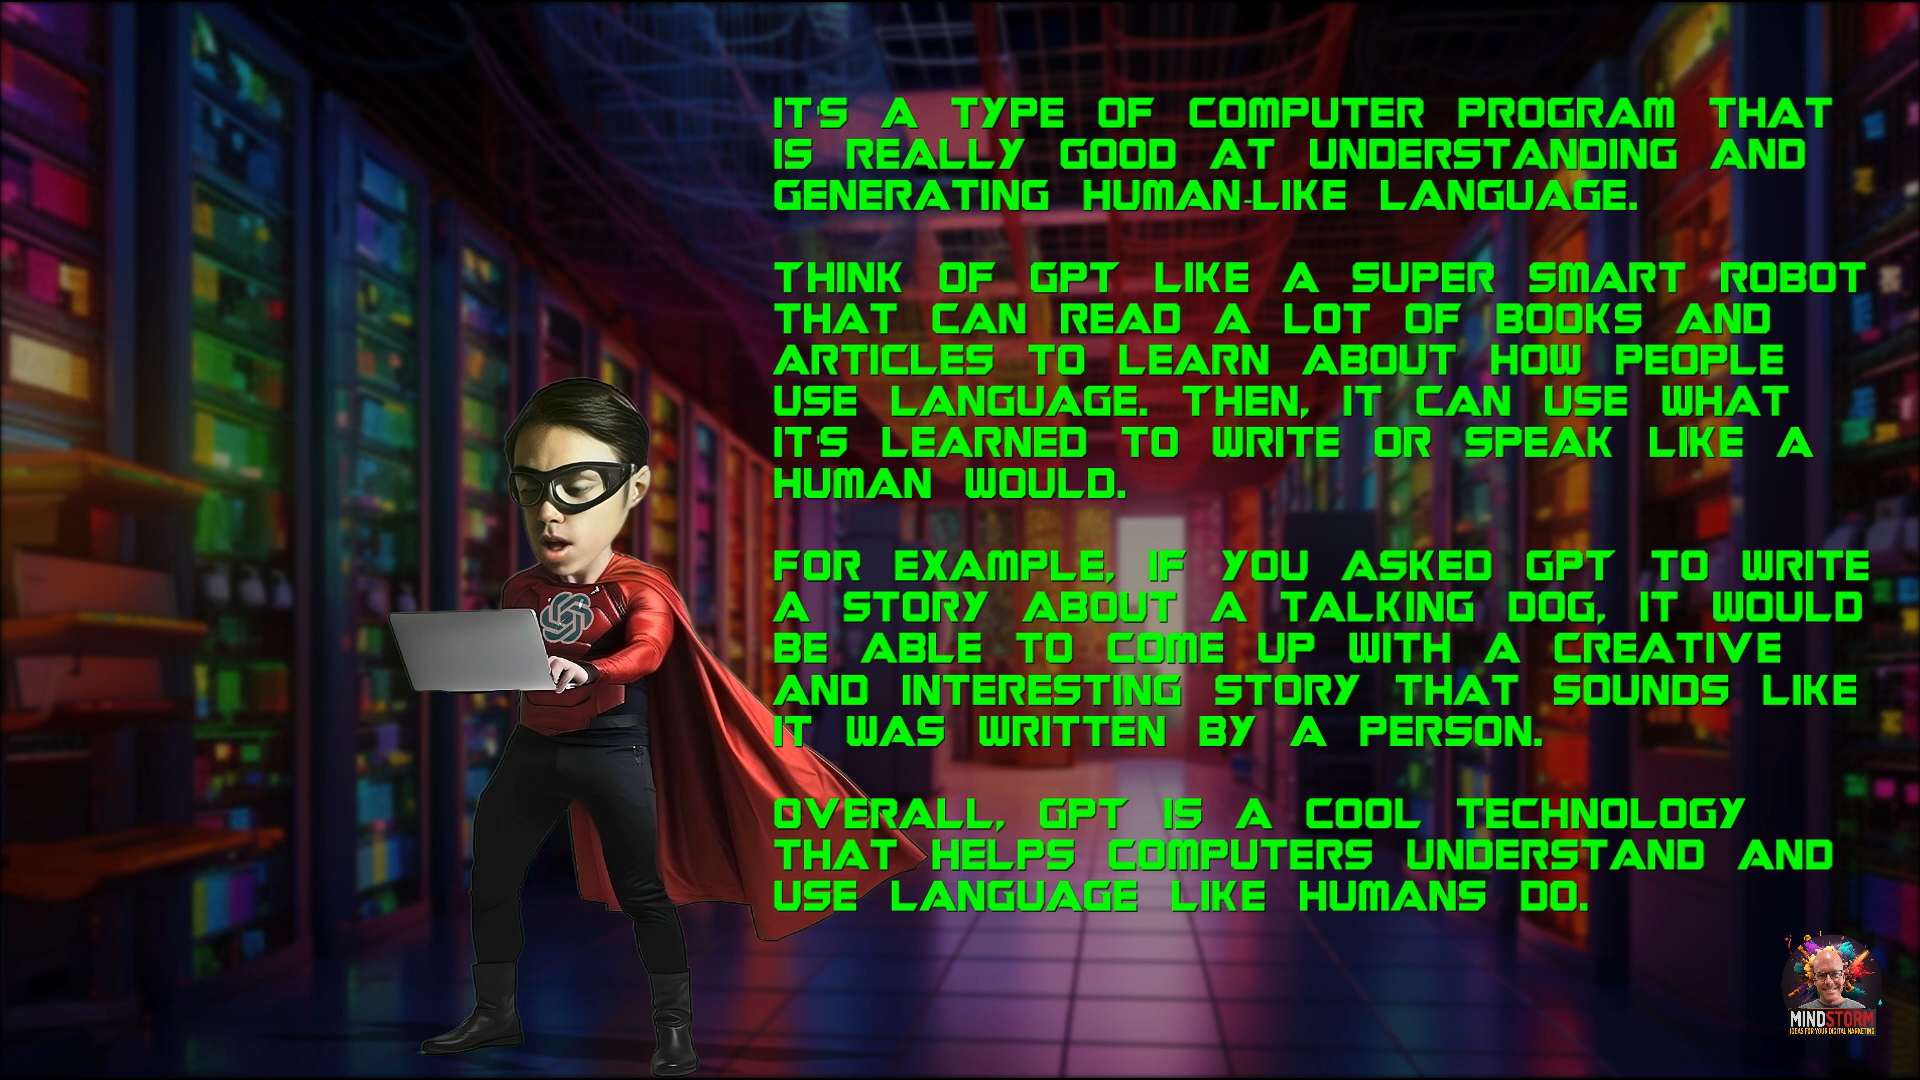 IT'S A TYPE OF COMPUTER PROGRAM THAT
IS REALLY GOOD AT UNDERSTANDING AND
GENERATING HUMAN-LIKE LANGUAGE.
THINK OF GPT LIKE A SUPER SMART ROBOT
THAT CAN READ A LOT OF BOOKS AND
ARTICLES TO LEARN ABOUT HOW PEOPLE
USE LANGUAGE. THEN, IT CAN USE WHAT
IT'S LEARNED TO WRITE OR SPEAK LIKE A
HUMAN WOULD.
FOR EXAMPLE, IF YOU ASKED GPT TO WRITE
A STORY ABOUT A TALKING DOG, IT WOULD
BE ABLE TO COME UP WITH A CREATIVE
AND INTERESTING STORY THAT SOUNDS LIKE
IT WAS WRITTEN BY A PERSON.
OVERALL, GPT IS A COOL TECHNOLOGY
THAT HELPS COMPUTERS UNDERSTAND AND
USE LANGUAGE LIKE HUMANS DO.
MINDSTORM
IDEAS FOR YOUR DIGITAL MARKETING